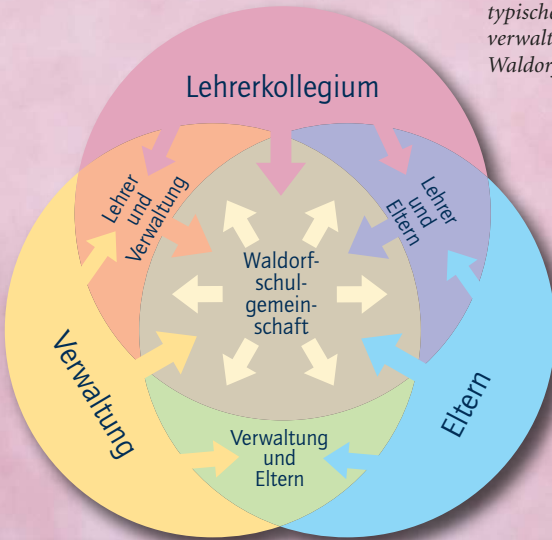 typische
verwalt
Waldorf
Lehrerkollegium
Lehrer
und
Verwaltung
Lehrer
und
Eltern
Waldorf-
schul-
gemein-
schaft
Verwaltung
Eltern
Verwaltung
und
Eltern